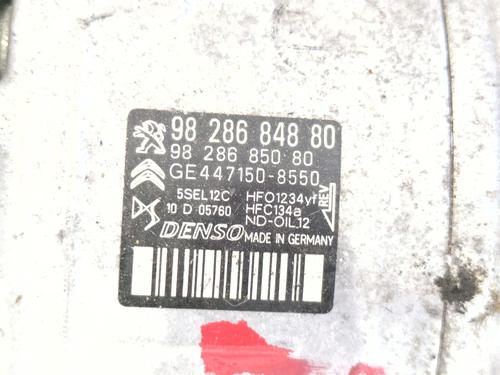 98 286 848 80
98 286 850 80
GE447150-8550
5SEL12C HFO1234yf
10 D 05760 HFC134a
ND-OIL12
REV
DENSO MADE IN GERMANY